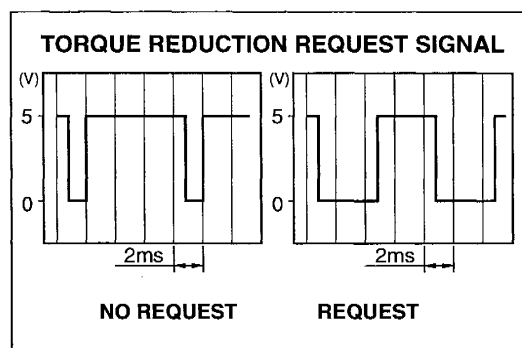 TORQUE REDUCTION REQUEST SIGNAL
(V) (V)
5 5
0 0
2ms 2ms
NO REQUEST REQUEST